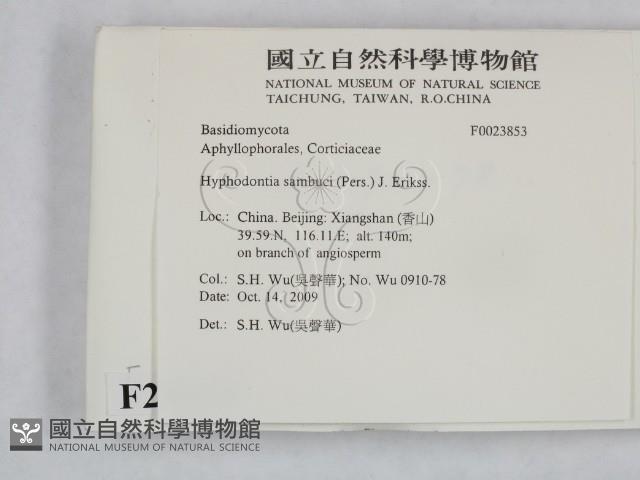 國立自然科學博物館
NATIONAL MUSEUM OF NATURAL SCIENCE
TAICHUNG, TAIWAN, R.O.CHINA
Basidiomycota F0023853
Aphyllophorales, Corticiaceae
Hyphodontia sambuci (Pers.) J. Erikss.
Loc.: China. Beijing: Xiangshan (香山)
39.59.N, 116.11.E; alt. 140m;
on branch of angiosperm
Col.: S.H. Wu(吳聲華); No. Wu 0910-78
Date: Oct. 14, 2009
Det.: S.H. Wu(吳聲華)
F2
國立自然科學博物館
NATIONAL MUSEUM OF NATURAL SCIENCE